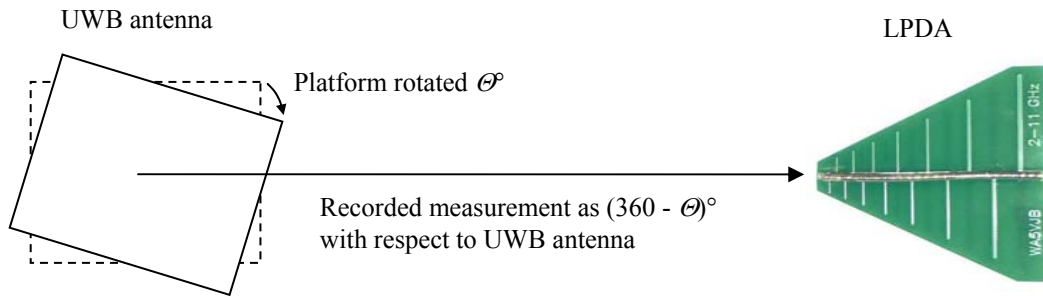 UWB antenna
LPDA
Platform rotated Θ°
2-11 GHz
Recorded measurement as (360 - Θ)°
with respect to UWB antenna
WA5VJB